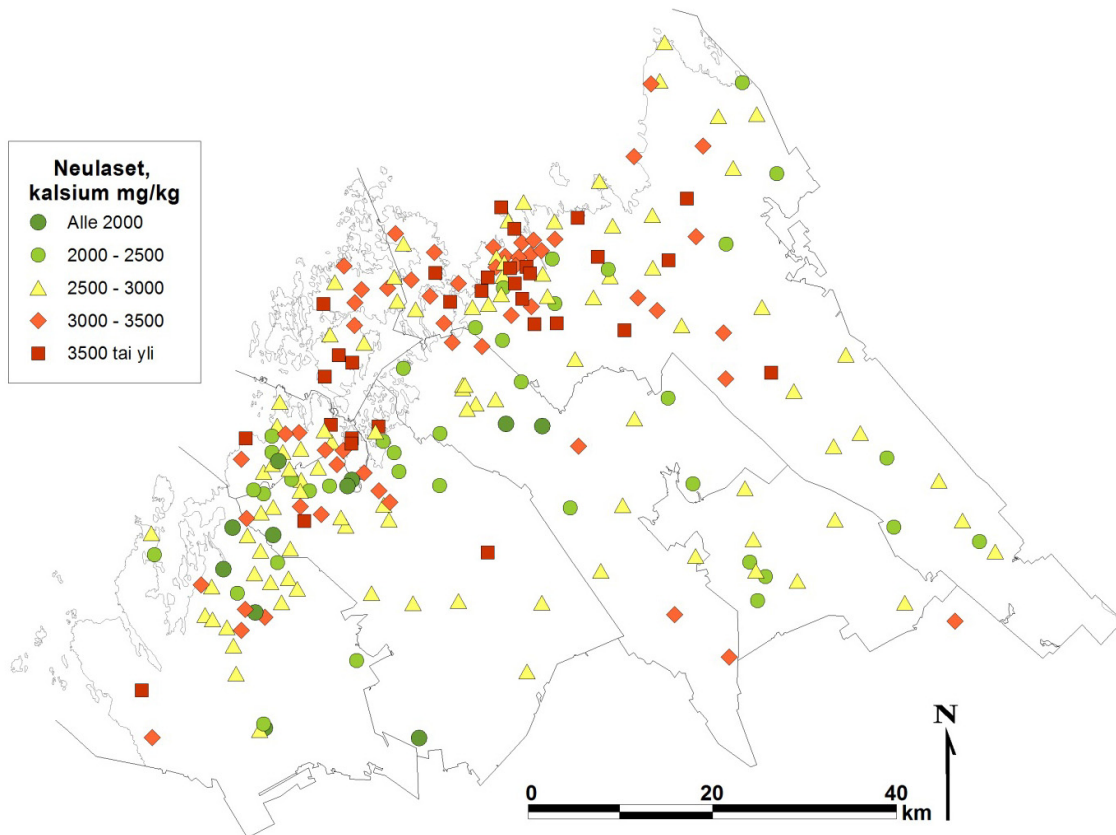 Neulaset,
kalsium mg/kg
Alle 2000
2000 - 2500
2500 - 3000
3000 - 3500
3500 tai yli
N
0 20 40
km